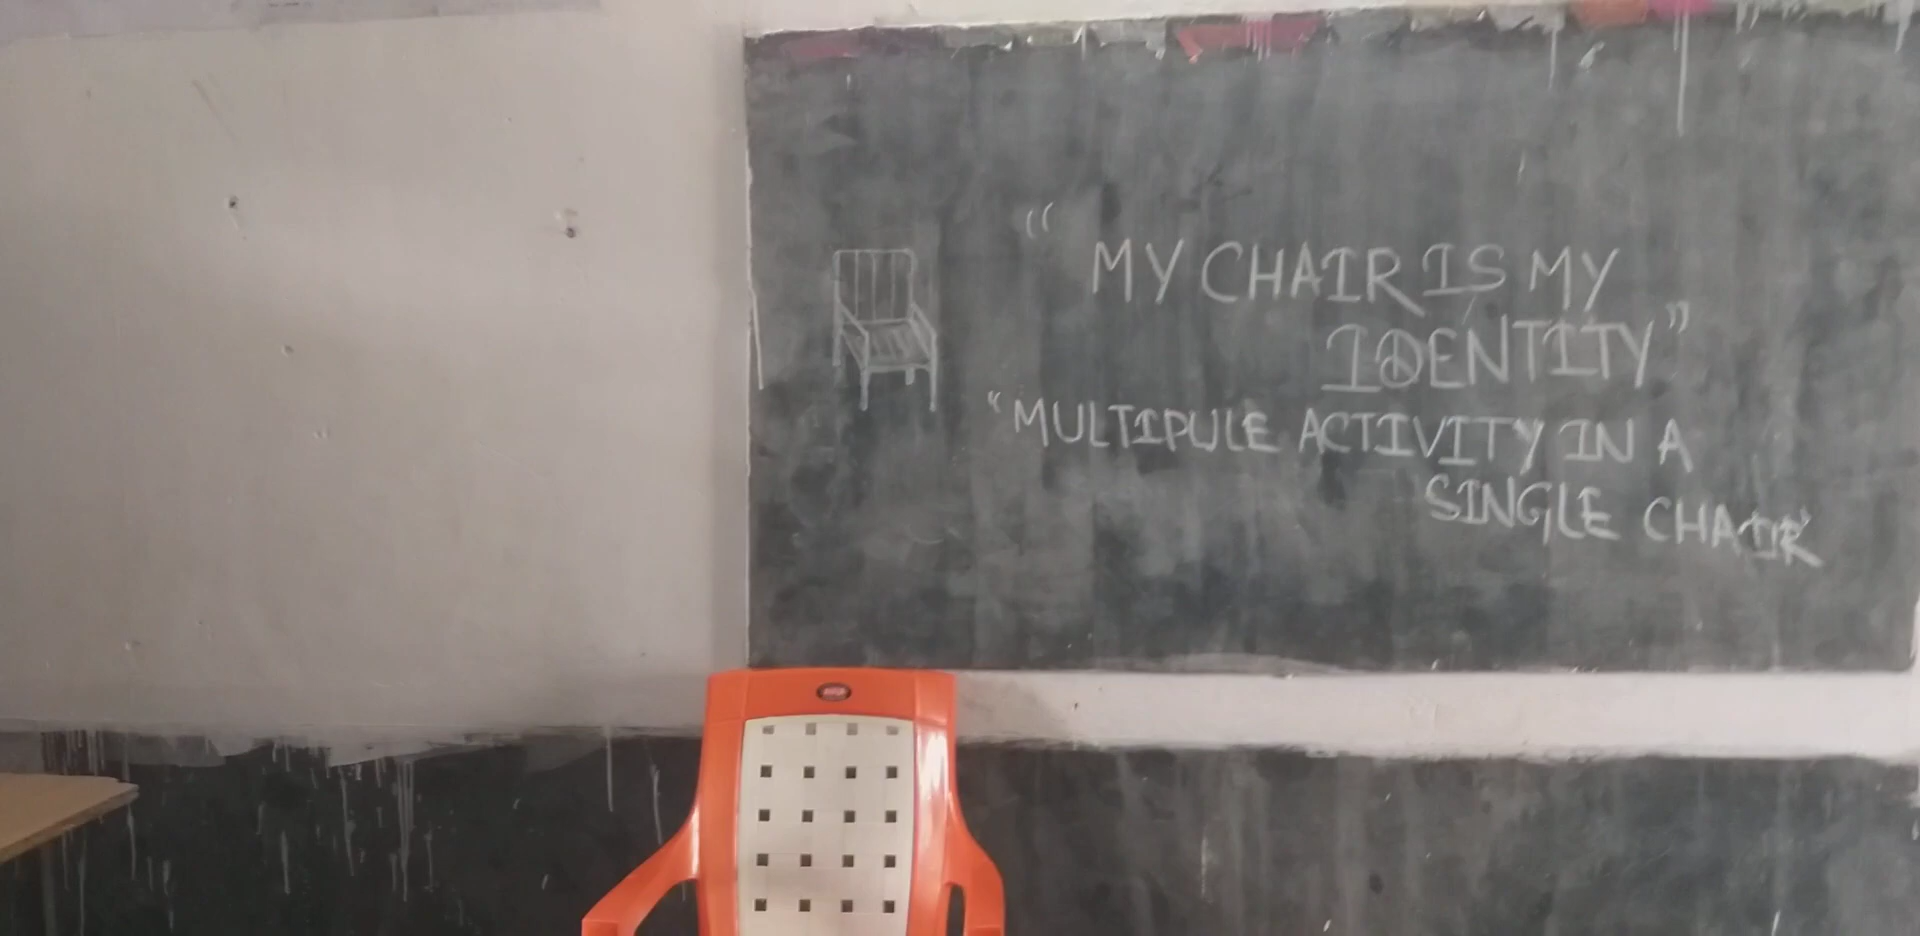 “MY CHAIR IS MY
IDENTITY”
“MULTIPULE ACTIVITY IN A
SINGLE CHAIR”